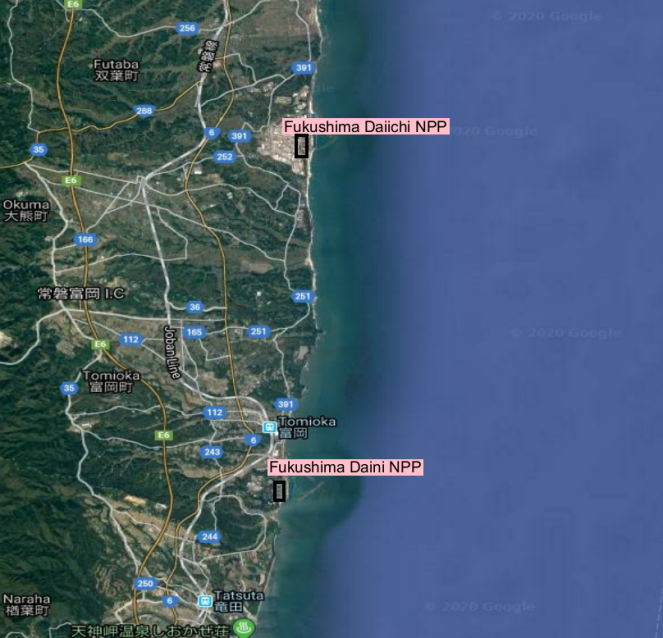 E6
© 2020 Google
256
常磐線
Futaba
双葉町
391
288
Fukushima Daiichi NPP
6
391
2020 Google
35
252
E6
Okuma
大熊町
166
常磐富岡 I.C
251
36
165
251
112
E6
© 2020 Google
Joban Line
Tomioka
富岡町
35
391
112
Tomioka
富岡
E6
6
243
Fukushima Daini NPP
244
250
Naraha
楢葉町
6
Tatsuta
竜田
© 2020 Google
天神岬温泉しおかぜ荘